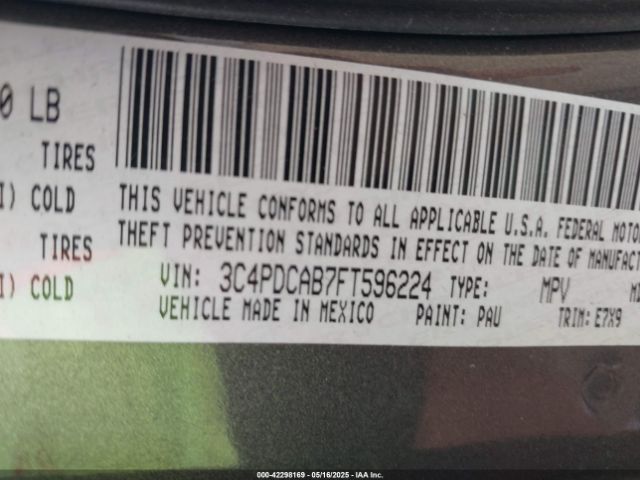 0 LB
TIRES
I) COLD
TIRES
I) COLD
THIS VEHICLE CONFORMS TO ALL APPLICABLE U.S.A. FEDERAL MOTO
THEFT PREVENTION STANDARDS IN EFFECT ON THE DATE OF MANUFACT
VIN: 3C4PDCAB7FT596224 TYPE: MPV
VEHICLE MADE IN MEXICO PAINT: PAU TRIM: E7X9
000-42298169 - 05/16/2025 - IAA Inc.